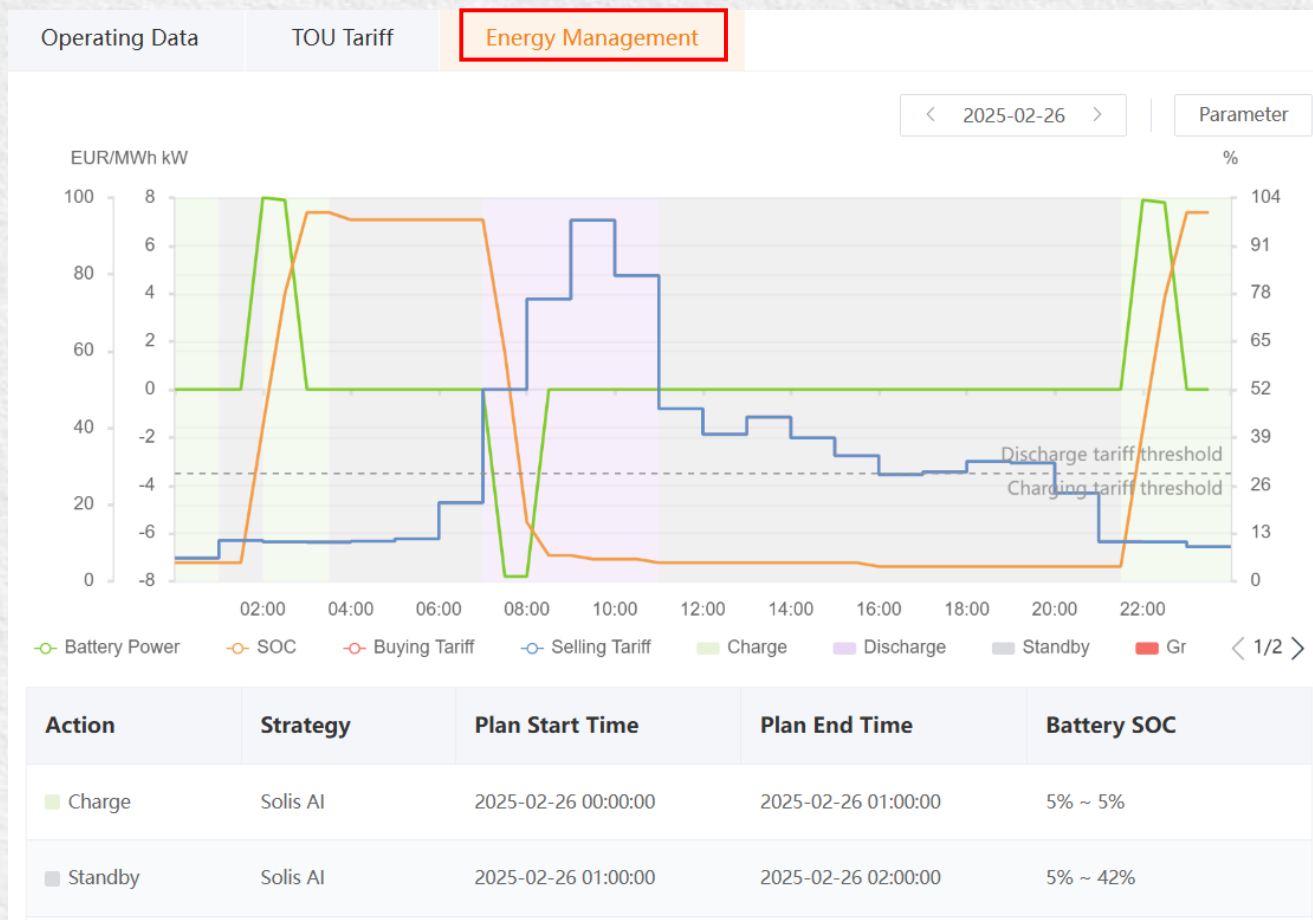 Operating Data TOU Tariff Energy Management
< 2025-02-26 > Parameter
EUR/MWh kW %
100 8 104
6 91
80 4 78
60 2 65
0 52
40 -2 39
Discharge tariff threshold
-4 26
Charging tariff threshold
20 -6 13
0 -8 0
02:00 04:00 06:00 08:00 10:00 12:00 14:00 16:00 18:00 20:00 22:00
Battery Power SOC Buying Tariff Selling Tariff Charge Discharge Standby Gr < 1/2 >
Action Strategy Plan Start Time Plan End Time Battery SOC
Charge Solis AI 2025-02-26 00:00:00 2025-02-26 01:00:00 5% ~ 5%
Standby Solis AI 2025-02-26 01:00:00 2025-02-26 02:00:00 5% ~ 42%